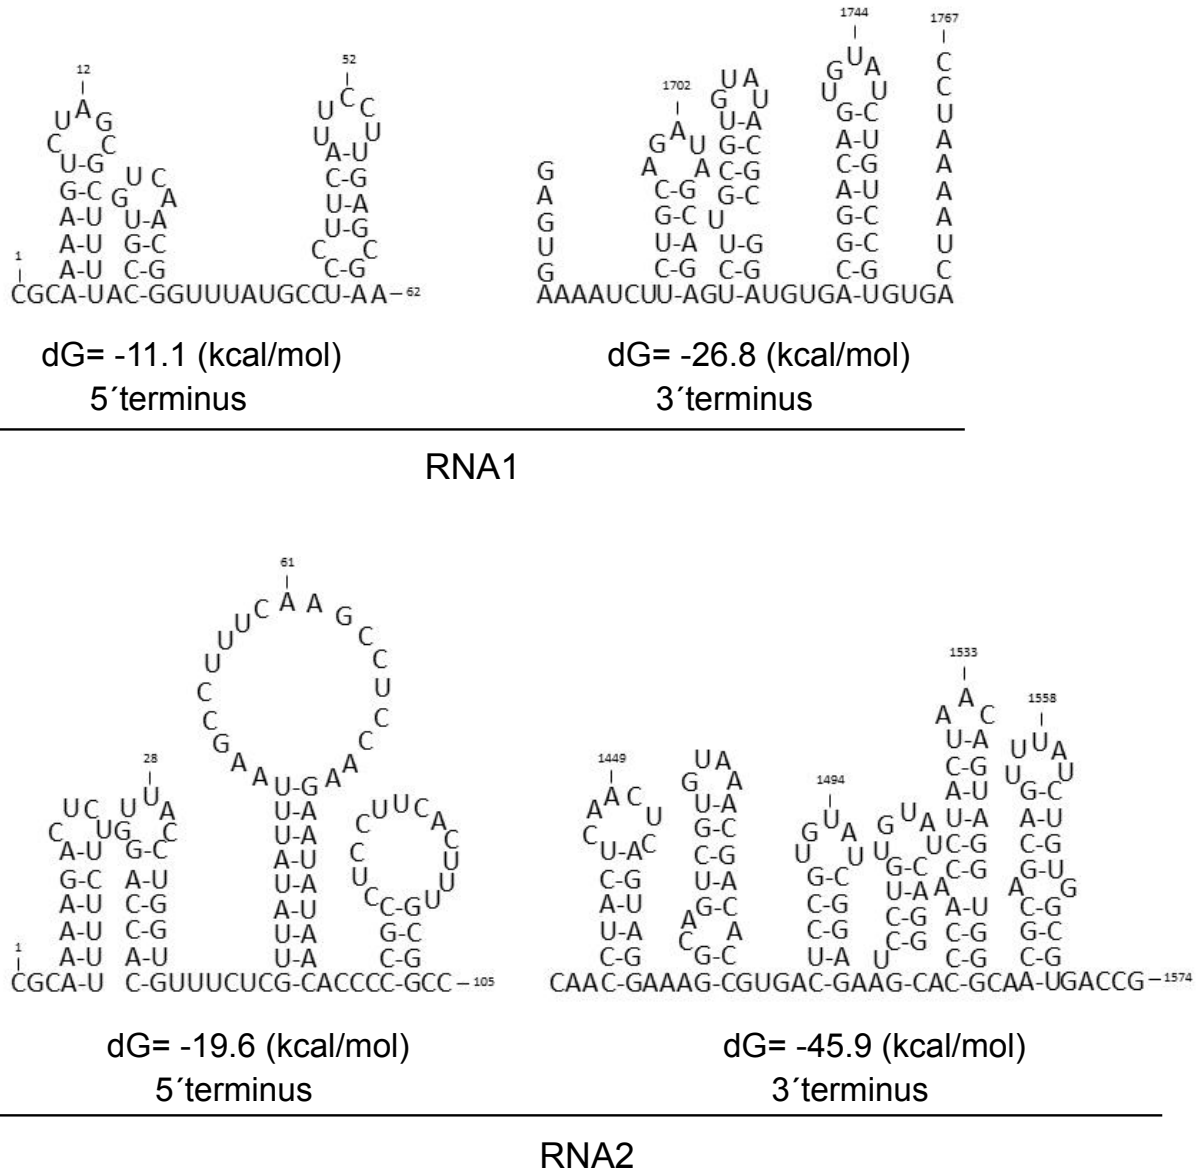 12
52
1702
1744
1767
U A G
C C
U-G
G-C
A-U
A-U
A-U
U C
G A
U-A
G-C
C-G
1
CGCA-UAC-GGUUUAUGCCU-AA–62
U C C
U U
A-U
C-G
U-A
U-G
C C
C-G
G
A
G
U
G
AAAAUCUU-AGU-AUGUGA-UGUGA
G A U
A A
C-G
G-C
U-A
C-G
U A
G U
U-A
G-C
C-G
G-C
U
U-G
C-G
G U A
U U
G-C
A-U
C-G
A-U
G-C
G-C
C-G
C
C
U
A
A
A
A
U
C
dG= -11.1 (kcal/mol)
5´terminus
dG= -26.8 (kcal/mol)
3´terminus
RNA1
61
28
1
U C
C U
A-U
G-C
A-U
A-U
A-U
CGCA-U C-GUUUCUCG-CACCCC-GCC–105
U U A
G C
G-C
A-U
C-G
C-G
A-U
A A G C C U U U C A A G C C U C C A A
U-G
U-A
U-A
A-U
U-A
A-U
U-A
U-A
C U U C A
C C
U U
C U
C-G
G-C
C-G
1449
1494
1533
1558
A A C
C U
U-A C
C-G
A-U
U-A
C-G
U A
G A
U-A
G-C
C-G
U-A
A G-C
C A
G-C
G U A
U U
G-C
C-G
C-G
U-A
G U A
U U
G-C
U-A
C-G
C-G
U
A A C
U-A
C-G
A-U
U-A
C-G
C-G
A
A-U
C-G
C-G
U U A
U U
G-C
A-U
C-G
G-U
A G
C-G
G-C
C-G
CAAC-GAAAG-CGUGAC-GAAG-CAC-GCAA-UGACCG–1574
dG= -19.6 (kcal/mol)
5´terminus
dG= -45.9 (kcal/mol)
3´terminus
RNA2